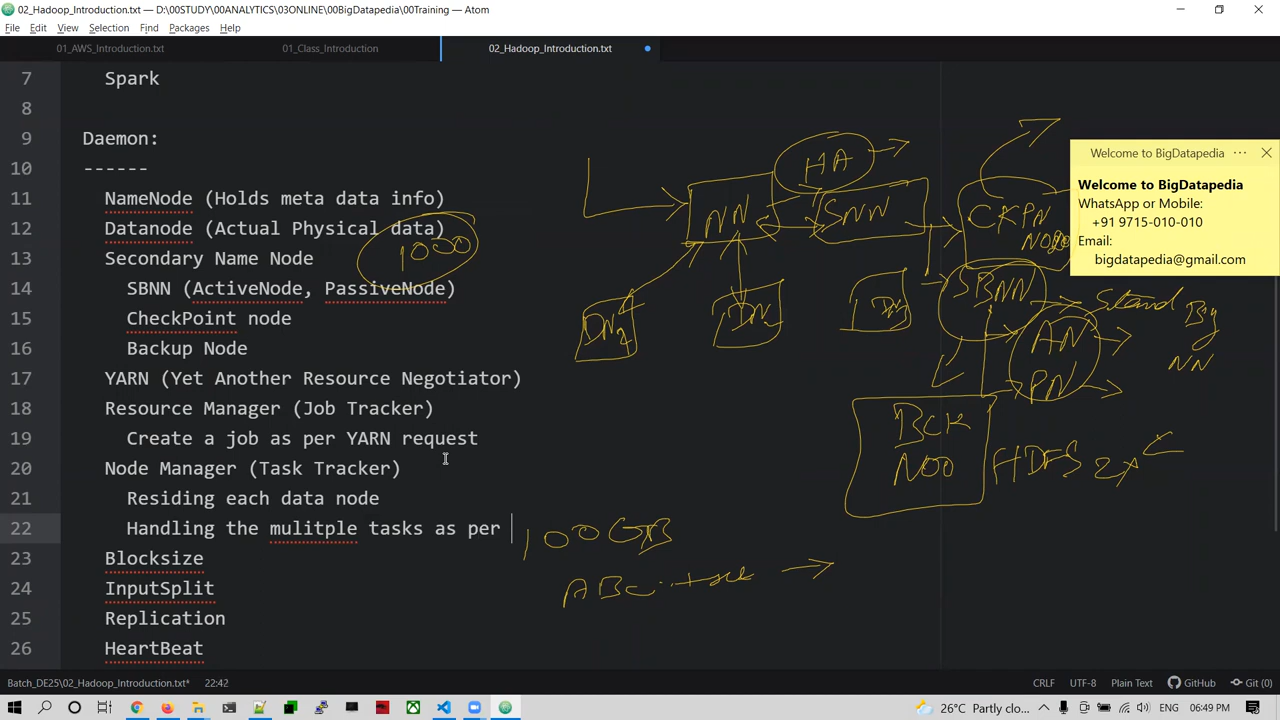 02_Hadoop_Introduction.txt — D:\00STUDY\00ANALYTICS\03ONLINE\00BigDatapedia\00Training — Atom
File Edit View Selection Find Packages Help
01_AWS_Introduction.txt 01_Class_Introduction 02_Hadoop_Introduction.txt
7 Spark
8
9 Daemon:
10 ------
11 NameNode (Holds meta data info)
12 Datanode (Actual Physical data)
13 Secondary Name Node
14 SBNN (ActiveNode, PassiveNode)
15 CheckPoint node
16 Backup Node
17 YARN (Yet Another Resource Negotiator)
18 Resource Manager (Job Tracker)
19 Create a job as per YARN request
20 Node Manager (Task Tracker)
21 Residing each data node
22 Handling the mulitple tasks as per
23 Blocksize
24 InputSplit
25 Replication
26 HeartBeat
1000
HA
NN
SNN
CKPN
DN
DN
SBNN
Stand By
NN
AN
PN
BCK
HDFS 2x
100GB
ABC
Welcome to BigDatapedia
Welcome to BigDatapedia
WhatsApp or Mobile:
+91 9715-010-010
Email:
bigdatapedia@gmail.com
Batch_DE25\02_Hadoop_Introduction.txt* 22:42 CRLF UTF-8 Plain Text GitHub Git (0)
26°C Partly clo... 06:49 PM